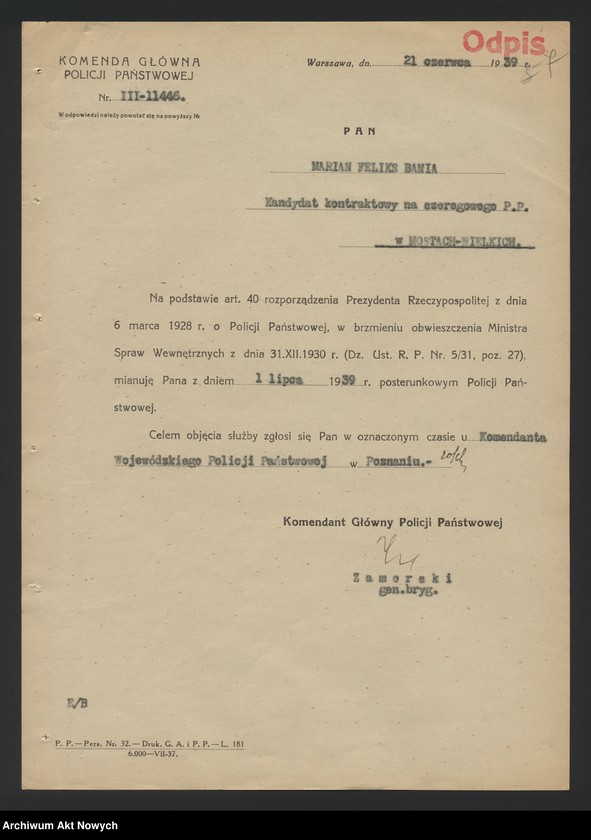 Odpis
KOMENDA GŁÓWNA
POLICJI PAŃSTWOWEJ
Nr. III-11446.
W odpowiedzi należy powołać się na powyższy №
Warszawa, dn. 21 czerwca 1939 r.
PAN
MARIAN FELIKS BANIA
Kandydat kontraktowy na szeregowego P.P.
w MOSTACH-WIELKICH.
Na podstawie art. 40 rozporządzenia Prezydenta Rzeczypospolitej z dnia
6 marca 1928 r. o Policji Państwowej, w brzmieniu obwieszczenia Ministra
Spraw Wewnętrznych z dnia 31.XII.1930 r. (Dz. Ust. R. P. Nr. 5/31, poz. 27),
mianuję Pana z dniem 1 lipca 1939 r. posterunkowym Policji Pań-
stwowej.
Celem objęcia służby zgłosi się Pan w oznaczonym czasie u Komendanta
Wojewódzkiego Policji Państwowej w Poznaniu.-
Komendant Główny Policji Państwowej
Zamorski
gen.bryg.
E/B
P. P. — Pers. Nr. 32. — Druk. G. A. i P. P. — L. 181
6.000—VII-37.
Archiwum Akt Nowych